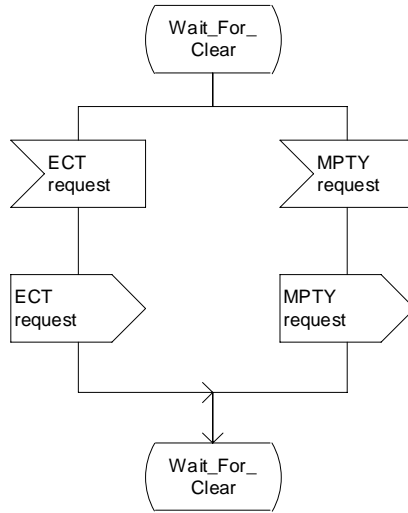 Wait_For_
Clear
ECT
request
MPTY
request
ECT
request
MPTY
request
Wait_For_
Clear